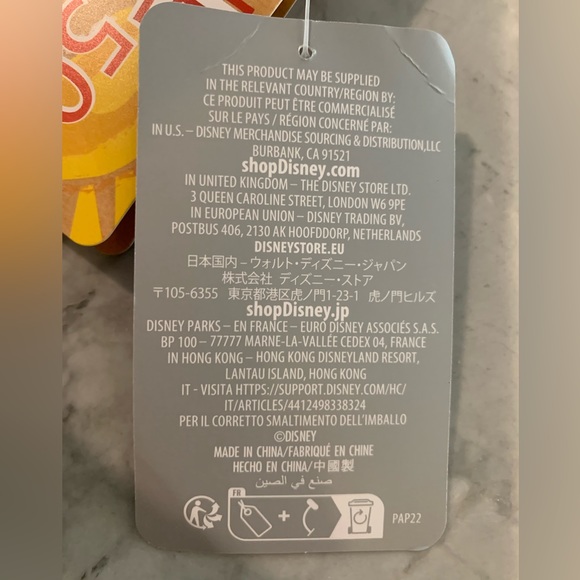 50
THIS PRODUCT MAY BE SUPPLIED
IN THE RELEVANT COUNTRY/REGION BY:
CE PRODUIT PEUT ÊTRE COMMERCIALISÉ
SUR LE PAYS / RÉGION CONCERNÉ PAR:
IN U.S. – DISNEY MERCHANDISE SOURCING & DISTRIBUTION,LLC
BURBANK, CA 91521
shopDisney.com
IN UNITED KINGDOM – THE DISNEY STORE LTD.
3 QUEEN CAROLINE STREET, LONDON W6 9PE
IN EUROPEAN UNION – DISNEY TRADING BV,
POSTBUS 406, 2130 AK HOOFDDORP, NETHERLANDS
DISNEYSTORE.EU
日本国内 – ウォルト・ディズニー・ジャパン
株式会社 ディズニー・ストア
〒105-6355 東京都港区虎ノ門1-23-1 虎ノ門ヒルズ
shopDisney.jp
DISNEY PARKS – EN FRANCE – EURO DISNEY ASSOCIÉS S.A.S.
BP 100 – 77777 MARNE-LA-VALLÉE CEDEX 04, FRANCE
IN HONG KONG – HONG KONG DISNEYLAND RESORT,
LANTAU ISLAND, HONG KONG
IT - VISITA HTTPS://SUPPORT.DISNEY.COM/HC/
IT/ARTICLES/4412498338324
PER IL CORRETTO SMALTIMENTO DELL'IMBALLO
©DISNEY
MADE IN CHINA/FABRIQUÉ EN CHINE
HECHO EN CHINA/中國製
صنع في الصين
FR
PAP22